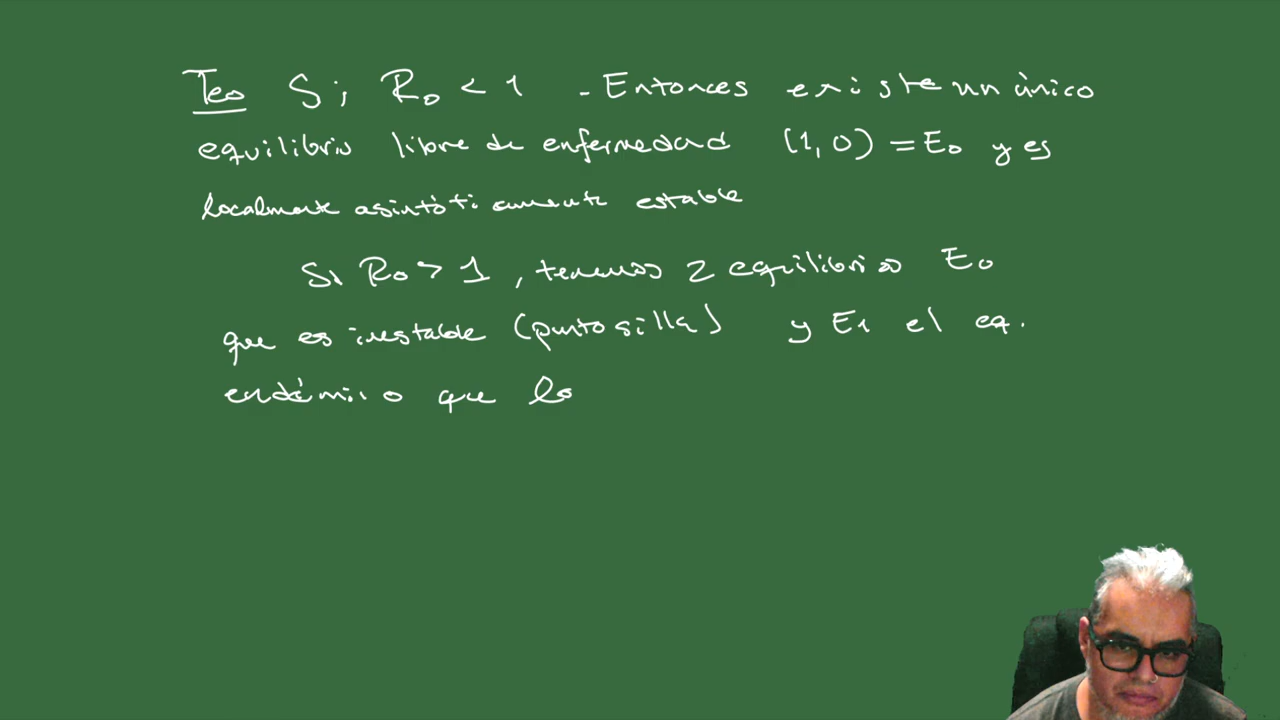 Teo Si R₀ < 1 . Entonces existe un único
equilibrio libre de enfermedad (1,0) = E₀ y es
localmente asintóticamente estable
Si R₀ > 1 , tenemos 2 equilibrios E₀
que es inestable (punto silla) y E₁ el eq.
endémico que lo